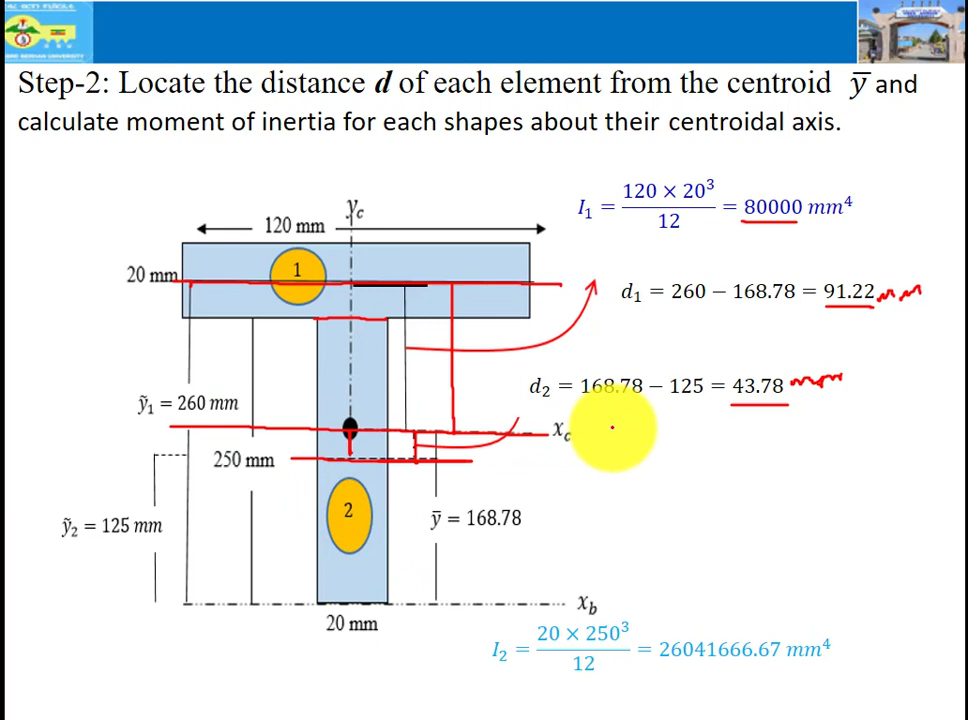 Step-2: Locate the distance d of each element from the centroid y̅ and
calculate moment of inertia for each shapes about their centroidal axis.
y_c
120 mm
I₁ = (120 × 20³)/12 = 80000 mm⁴
1
20 mm
d₁ = 260 − 168.78 = 91.22 mm
d₂ = 168.78 − 125 = 43.78 mm
ỹ₁ = 260 mm
x_c
250 mm
2
y̅ = 168.78
ỹ₂ = 125 mm
x_b
20 mm
I₂ = (20 × 250³)/12 = 26041666.67 mm⁴